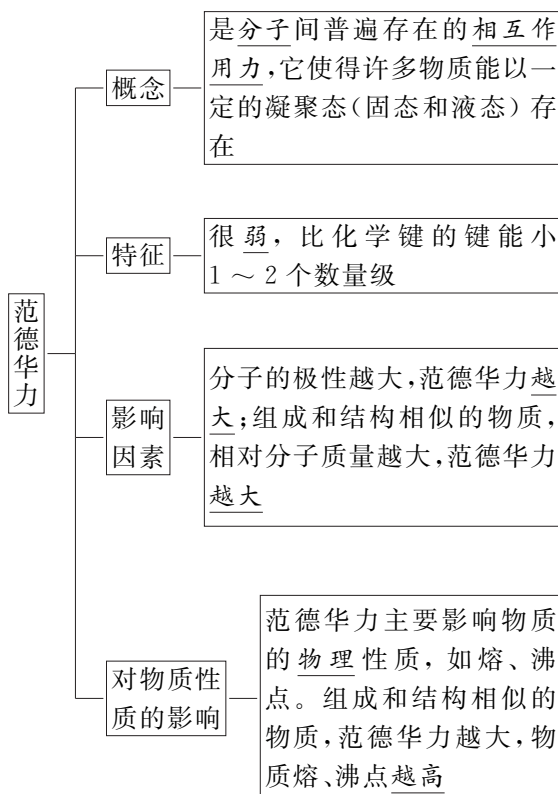 范德华力
概念
是分子间普遍存在的相互作
用力,它使得许多物质能以一
定的凝聚态(固态和液态)存
在
特征
很弱,比化学键的键能小
1～2个数量级
影响
因素
分子的极性越大,范德华力越
大;组成和结构相似的物质,
相对分子质量越大,范德华力
越大
对物质性
质的影响
范德华力主要影响物质
的物理性质,如熔、沸
点。组成和结构相似的
物质,范德华力越大,物
质熔、沸点越高